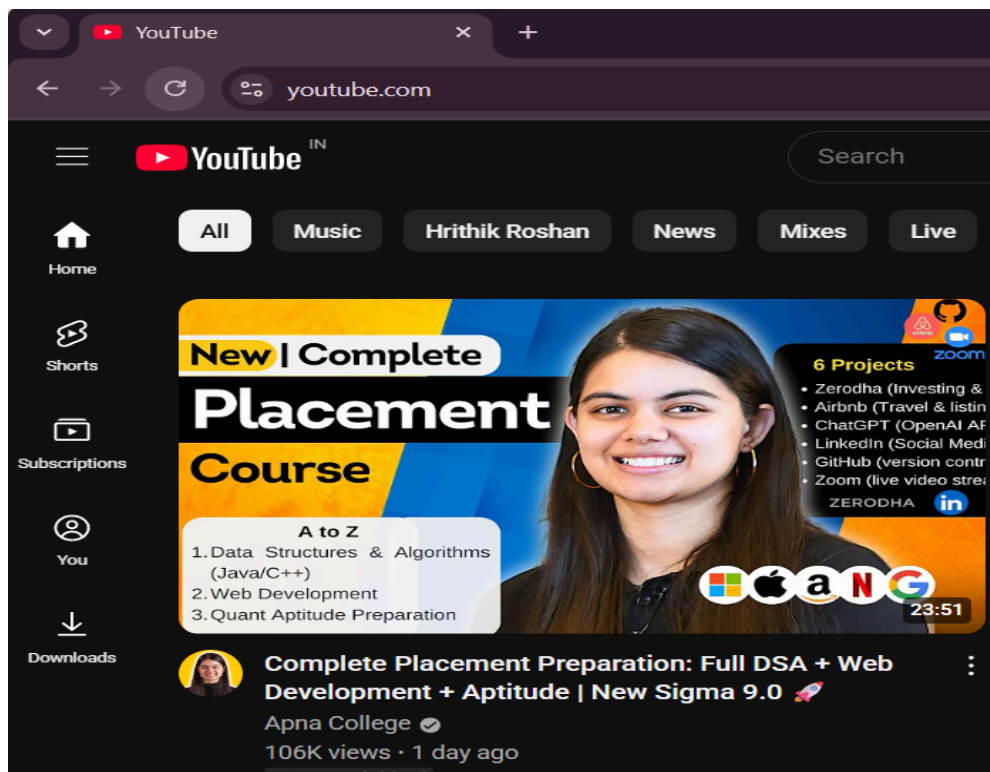 YouTube
youtube.com
YouTube IN
Search
All Music Hrithik Roshan News Mixes Live
Home
Shorts
Subscriptions
You
Downloads
New | Complete
Placement
Course
A to Z
1. Data Structures & Algorithms
(Java/C++)
2. Web Development
3. Quant Aptitude Preparation
airbnb
zoom
6 Projects
• Zerodha (Investing &
• Airbnb (Travel & listin
• ChatGPT (OpenAI AP
• LinkedIn (Social Medi
• GitHub (version contr
• Zoom (live video strea
ZERODHA in
a N G
23:51
Complete Placement Preparation: Full DSA + Web
Development + Aptitude | New Sigma 9.0 🚀
Apna College
106K views · 1 day ago